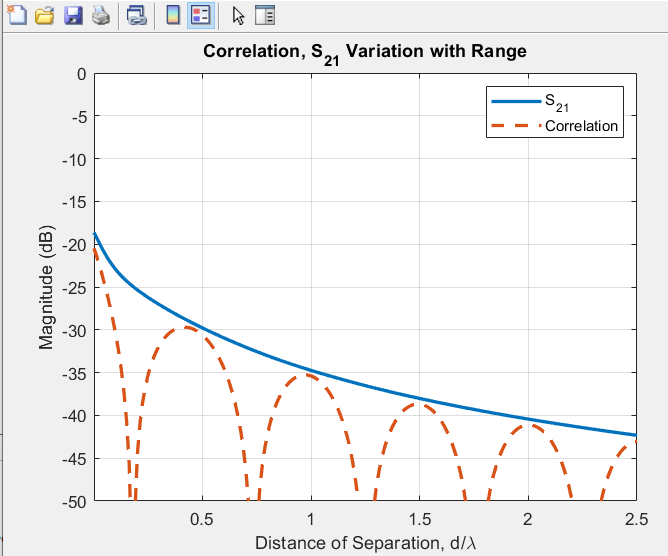 Correlation, S21 Variation with Range
S21
Correlation
0
-5
-10
-15
-20
-25
-30
-35
-40
-45
-50
Magnitude (dB)
0.5 1 1.5 2 2.5
Distance of Separation, d/λ